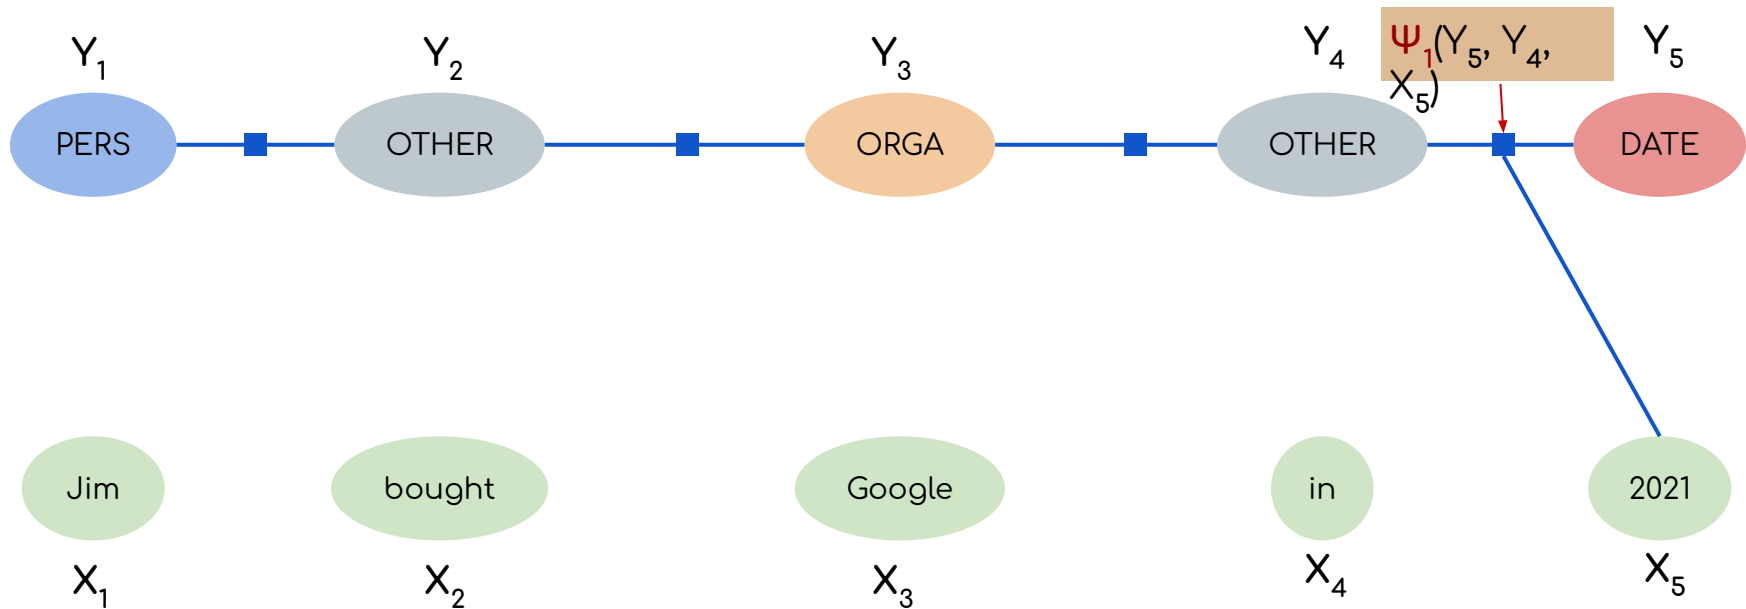 Y1 Y2 Y3 Y4 Ψ1(Y5, Y4, Y5
X5)
PERS OTHER ORGA OTHER DATE
Jim bought Google in 2021
X1 X2 X3 X4 X5